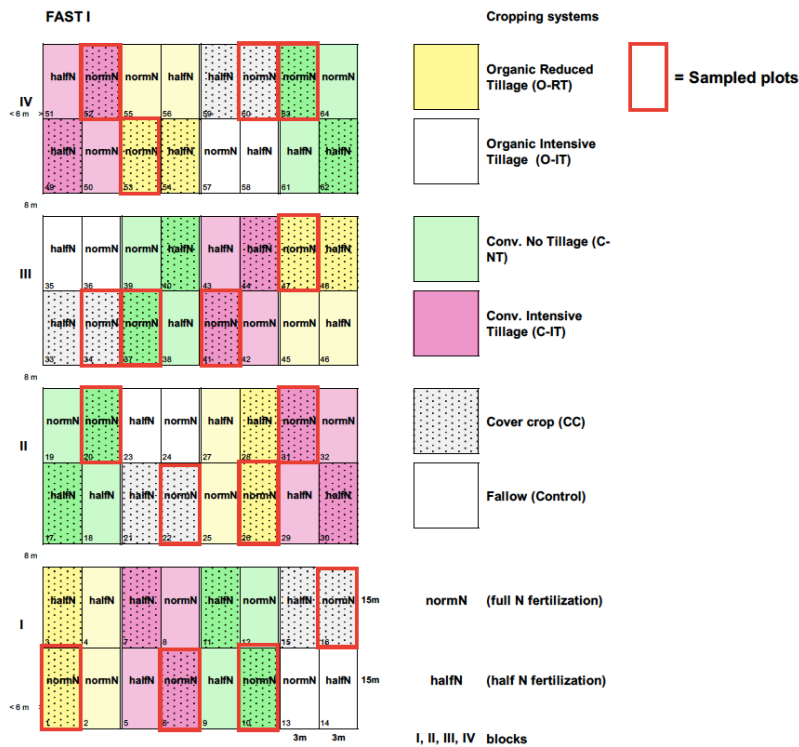 FAST I
Cropping systems
halfN normN normN halfN halfN normN normN normN
Organic Reduced
Tillage (O-RT)
= Sampled plots
IV
< 6 m >
51 52 55 56 59 50 53 64
halfN halfN normN halfN normN halfN halfN halfN
Organic Intensive
Tillage
(O-IT)
49 50 53 54 57 58 61 62
8 m
halfN normN normN halfN halfN halfN normN halfN
Conv. No Tillage (C-
NT)
III
35 36 39 40 43 44 47 48
halfN normN normN halfN normN normN normN halfN
Conv. Intensive
Tillage (C-IT)
33 34 37 38 41 42 45 46
8 m
normN normN halfN normN halfN halfN normN normN
Cover crop (CC)
II
19 20 23 24 27 28 31 32
halfN halfN halfN normN normN normN halfN halfN
Fallow (Control)
17 18 21 22 25 26 29 30
8 m
halfN halfN halfN normN halfN normN halfN normN
15m
normN (full N fertilization)
I
3 4 7 8 11 12 15 16
normN normN halfN normN halfN normN normN halfN
15m
halfN (half N fertilization)
< 6 m >
1 2 5 6 9 10 13 14
3m 3m
I, II, III, IV blocks